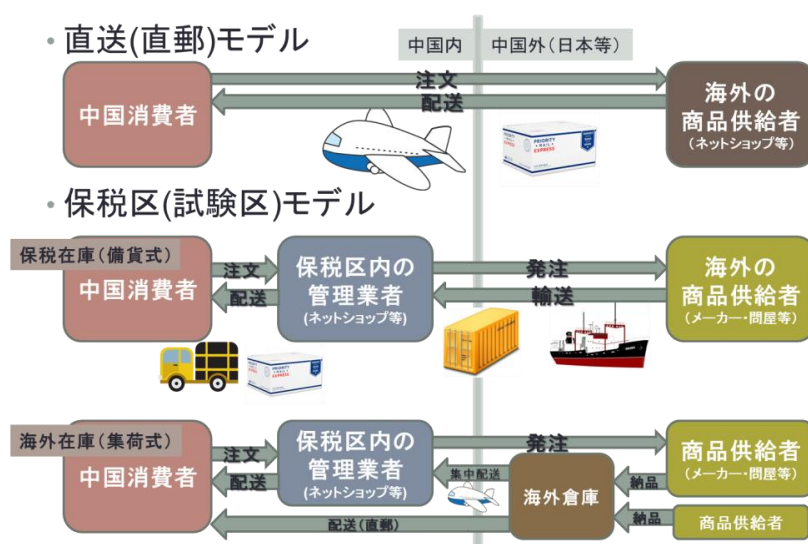 ・直送(直郵)モデル
中国内
中国外(日本等)
中国消費者
注文
配送
海外の
商品供給者
(ネットショップ等)
PRIORITY
MAIL
EXPRESS
・保税区(試験区)モデル
保税在庫(備貨式)
中国消費者
注文
配送
保税区内の
管理業者
(ネットショップ等)
発注
輸送
海外の
商品供給者
(メーカー・問屋等)
PRIORITY
MAIL
EXPRESS
海外在庫(集荷式)
中国消費者
注文
配送
保税区内の
管理業者
(ネットショップ等)
発注
集中配送
海外倉庫
納品
商品供給者
(メーカー・問屋等)
配送(直郵)
納品
商品供給者